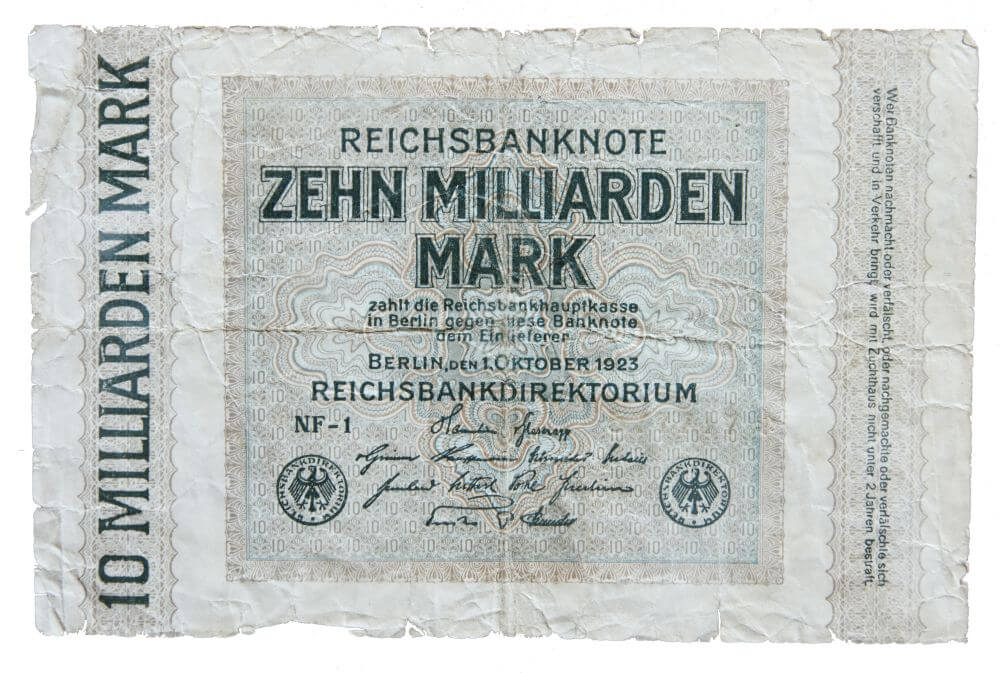 10 MILLIARDEN MARK
REICHSBANKNOTE
ZEHN MILLIARDEN
MARK
zahlt die Reichsbankhauptkasse
in Berlin gegen diese Banknote
dem Einlieferer
BERLIN, DEN 1. OKTOBER 1923
REICHSBANKDIREKTORIUM
NF-1
REICHSBANKDIREKTORIUM
REICHSBANKDIREKTORIUM
Wer Banknoten nachmacht oder verfälscht, oder nachgemachte oder verfälschte sich
verschafft und in Verkehr bringt, wird mit Zuchthaus nicht unter 2 Jahren bestraft.